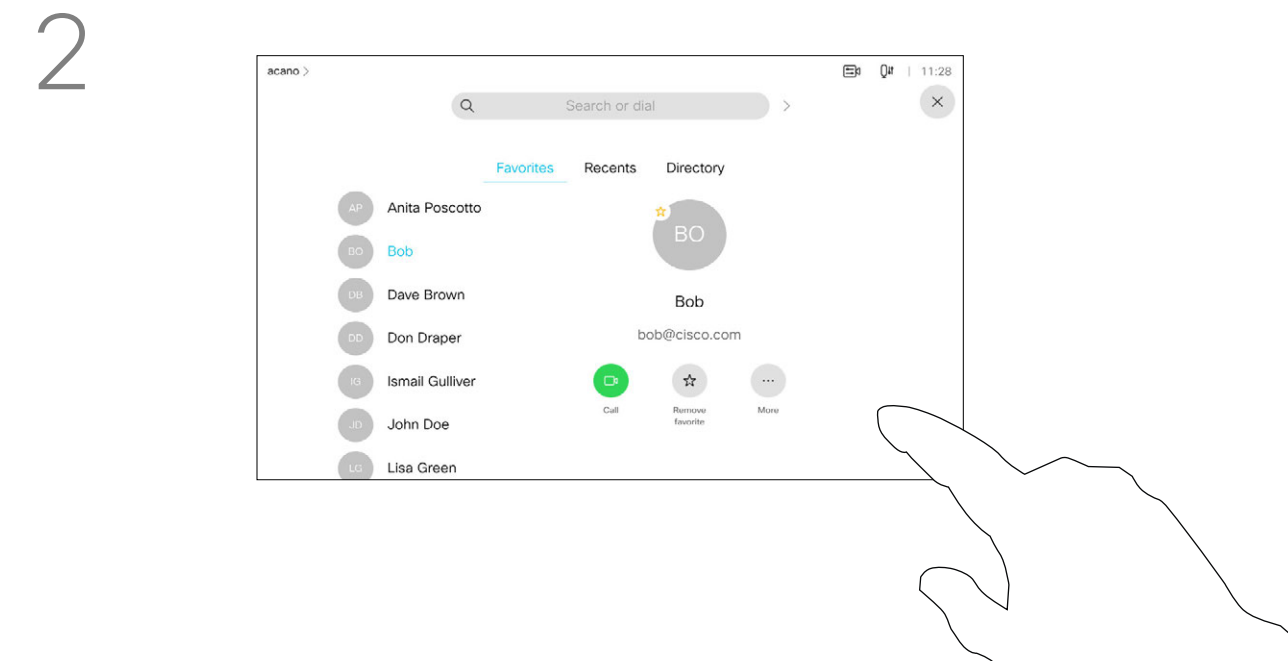 2
acano >
11:28
Search or dial
Favorites Recents Directory
AP Anita Poscotto
BO Bob
DB Dave Brown
DD Don Draper
IG Ismail Gulliver
JD John Doe
LG Lisa Green
BO
Bob
bob@cisco.com
Call
Remove
favorite
More